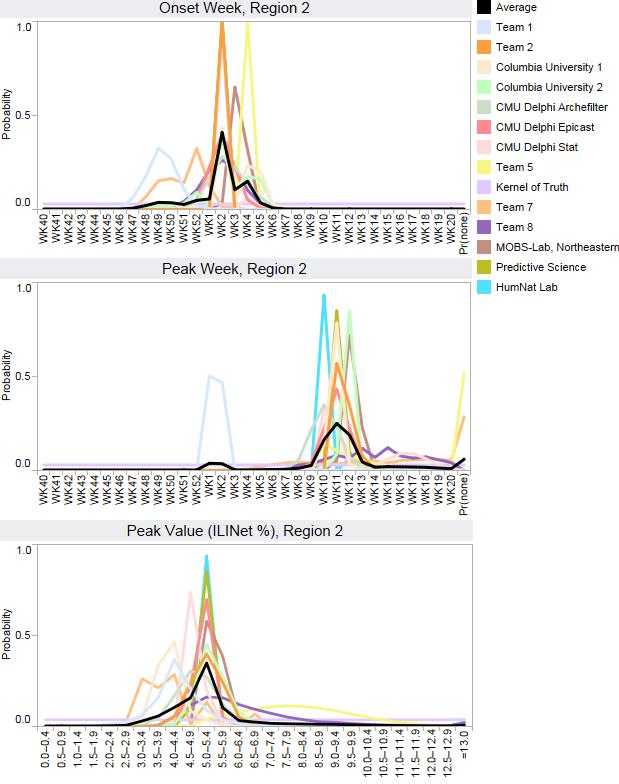 Onset Week, Region 2
1.0
0.5
0.0
Probability
WK40
WK41
WK42
WK43
WK44
WK45
WK46
WK47
WK48
WK49
WK50
WK51
WK52
WK1
WK2
WK3
WK4
WK5
WK6
WK7
WK8
WK9
WK10
WK11
WK12
WK13
WK14
WK15
WK16
WK17
WK18
WK19
WK20
Pr(none)
Average
Team 1
Team 2
Columbia University 1
Columbia University 2
CMU Delphi Archefilter
CMU Delphi Epicast
CMU Delphi Stat
Team 5
Kernel of Truth
Team 7
Team 8
MOBS-Lab, Northeastern
Predictive Science
HumNat Lab
Peak Week, Region 2
1.0
0.5
0.0
Probability
WK40
WK41
WK42
WK43
WK44
WK45
WK46
WK47
WK48
WK49
WK50
WK51
WK52
WK1
WK2
WK3
WK4
WK5
WK6
WK7
WK8
WK9
WK10
WK11
WK12
WK13
WK14
WK15
WK16
WK17
WK18
WK19
WK20
Pr(none)
Peak Value (ILINet %), Region 2
1.0
0.5
0.0
Probability
0.0–0.4
0.5–0.9
1.0–1.4
1.5–1.9
2.0–2.4
2.5–2.9
3.0–3.4
3.5–3.9
4.0–4.4
4.5–4.9
5.0–5.4
5.5–5.9
6.0–6.4
6.5–6.9
7.0–7.4
7.5–7.9
8.0–8.4
8.5–8.9
9.0–9.4
9.5–9.9
10.0–10.4
10.5–10.9
11.0–11.4
11.5–11.9
12.0–12.4
12.5–12.9
=13.0